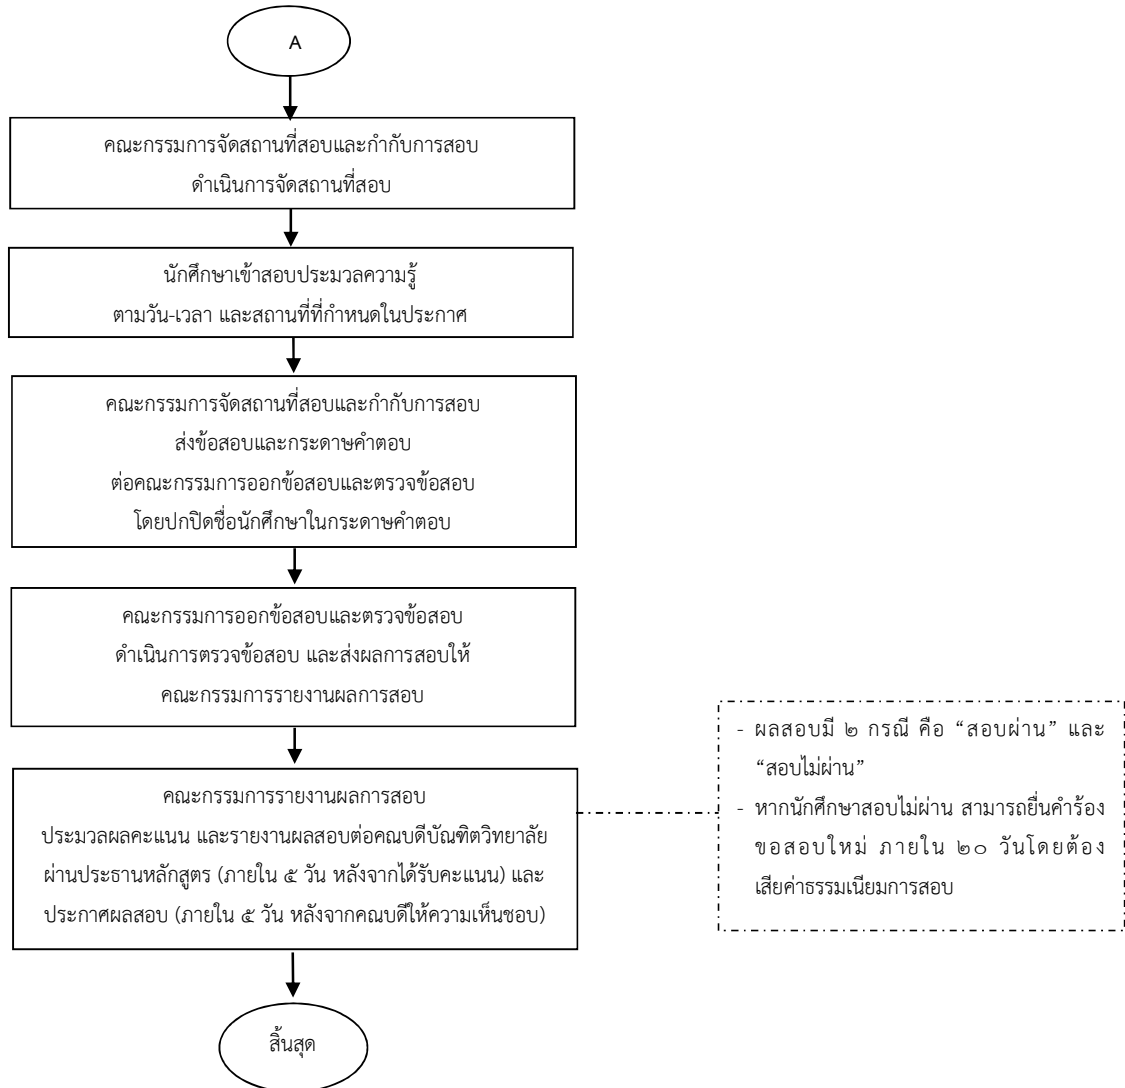 A
คณะกรรมการจัดสถานที่สอบและกำกับการสอบ
ดำเนินการจัดสถานที่สอบ
นักศึกษาเข้าสอบประมวลความรู้
ตามวัน-เวลา และสถานที่ที่กำหนดในประกาศ
คณะกรรมการจัดสถานที่สอบและกำกับการสอบ
ส่งข้อสอบและกระดาษคำตอบ
ต่อคณะกรรมการออกข้อสอบและตรวจข้อสอบ
โดยปกปิดชื่อนักศึกษาในกระดาษคำตอบ
คณะกรรมการออกข้อสอบและตรวจข้อสอบ
ดำเนินการตรวจข้อสอบ และส่งผลการสอบให้
คณะกรรมการรายงานผลการสอบ
คณะกรรมการรายงานผลการสอบ
ประมวลผลคะแนน และรายงานผลสอบต่อคณบดีบัณฑิตวิทยาลัย
ผ่านประธานหลักสูตร (ภายใน ๕ วัน หลังจากได้รับคะแนน) และ
ประกาศผลสอบ (ภายใน ๕ วัน หลังจากคณบดีให้ความเห็นชอบ)
- ผลสอบมี ๒ กรณี คือ “สอบผ่าน” และ
“สอบไม่ผ่าน”
- หากนักศึกษาสอบไม่ผ่าน สามารถยื่นคำร้อง
ขอสอบใหม่ ภายใน ๒๐ วันโดยต้อง
เสียค่าธรรมเนียมการสอบ
สิ้นสุด